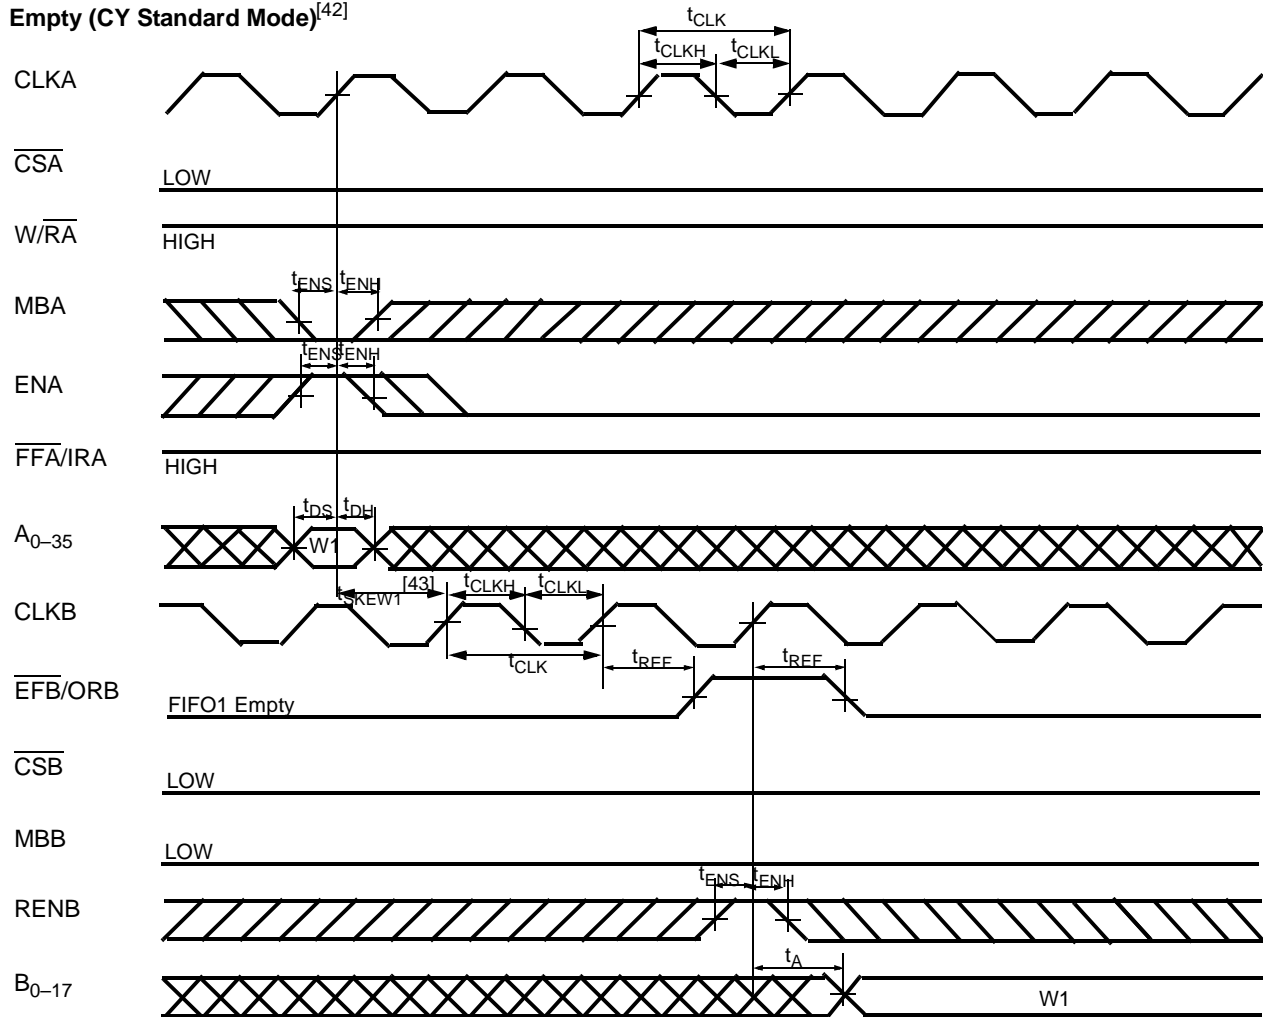 Empty (CY Standard Mode)[42]
tCLK
tCLKH tCLKL
CLKA
CSA
LOW
W/RA
HIGH
tENS tENH
MBA
tENS tENH
ENA
FFA/IRA
HIGH
tDS tDH
A0–35
W1
tSKEW1 [43] tCLKH tCLKL
CLKB
tCLK tREF tREF
EFB/ORB
FIFO1 Empty
CSB
LOW
MBB
LOW
tENS tENH
RENB
tA
B0–17
W1